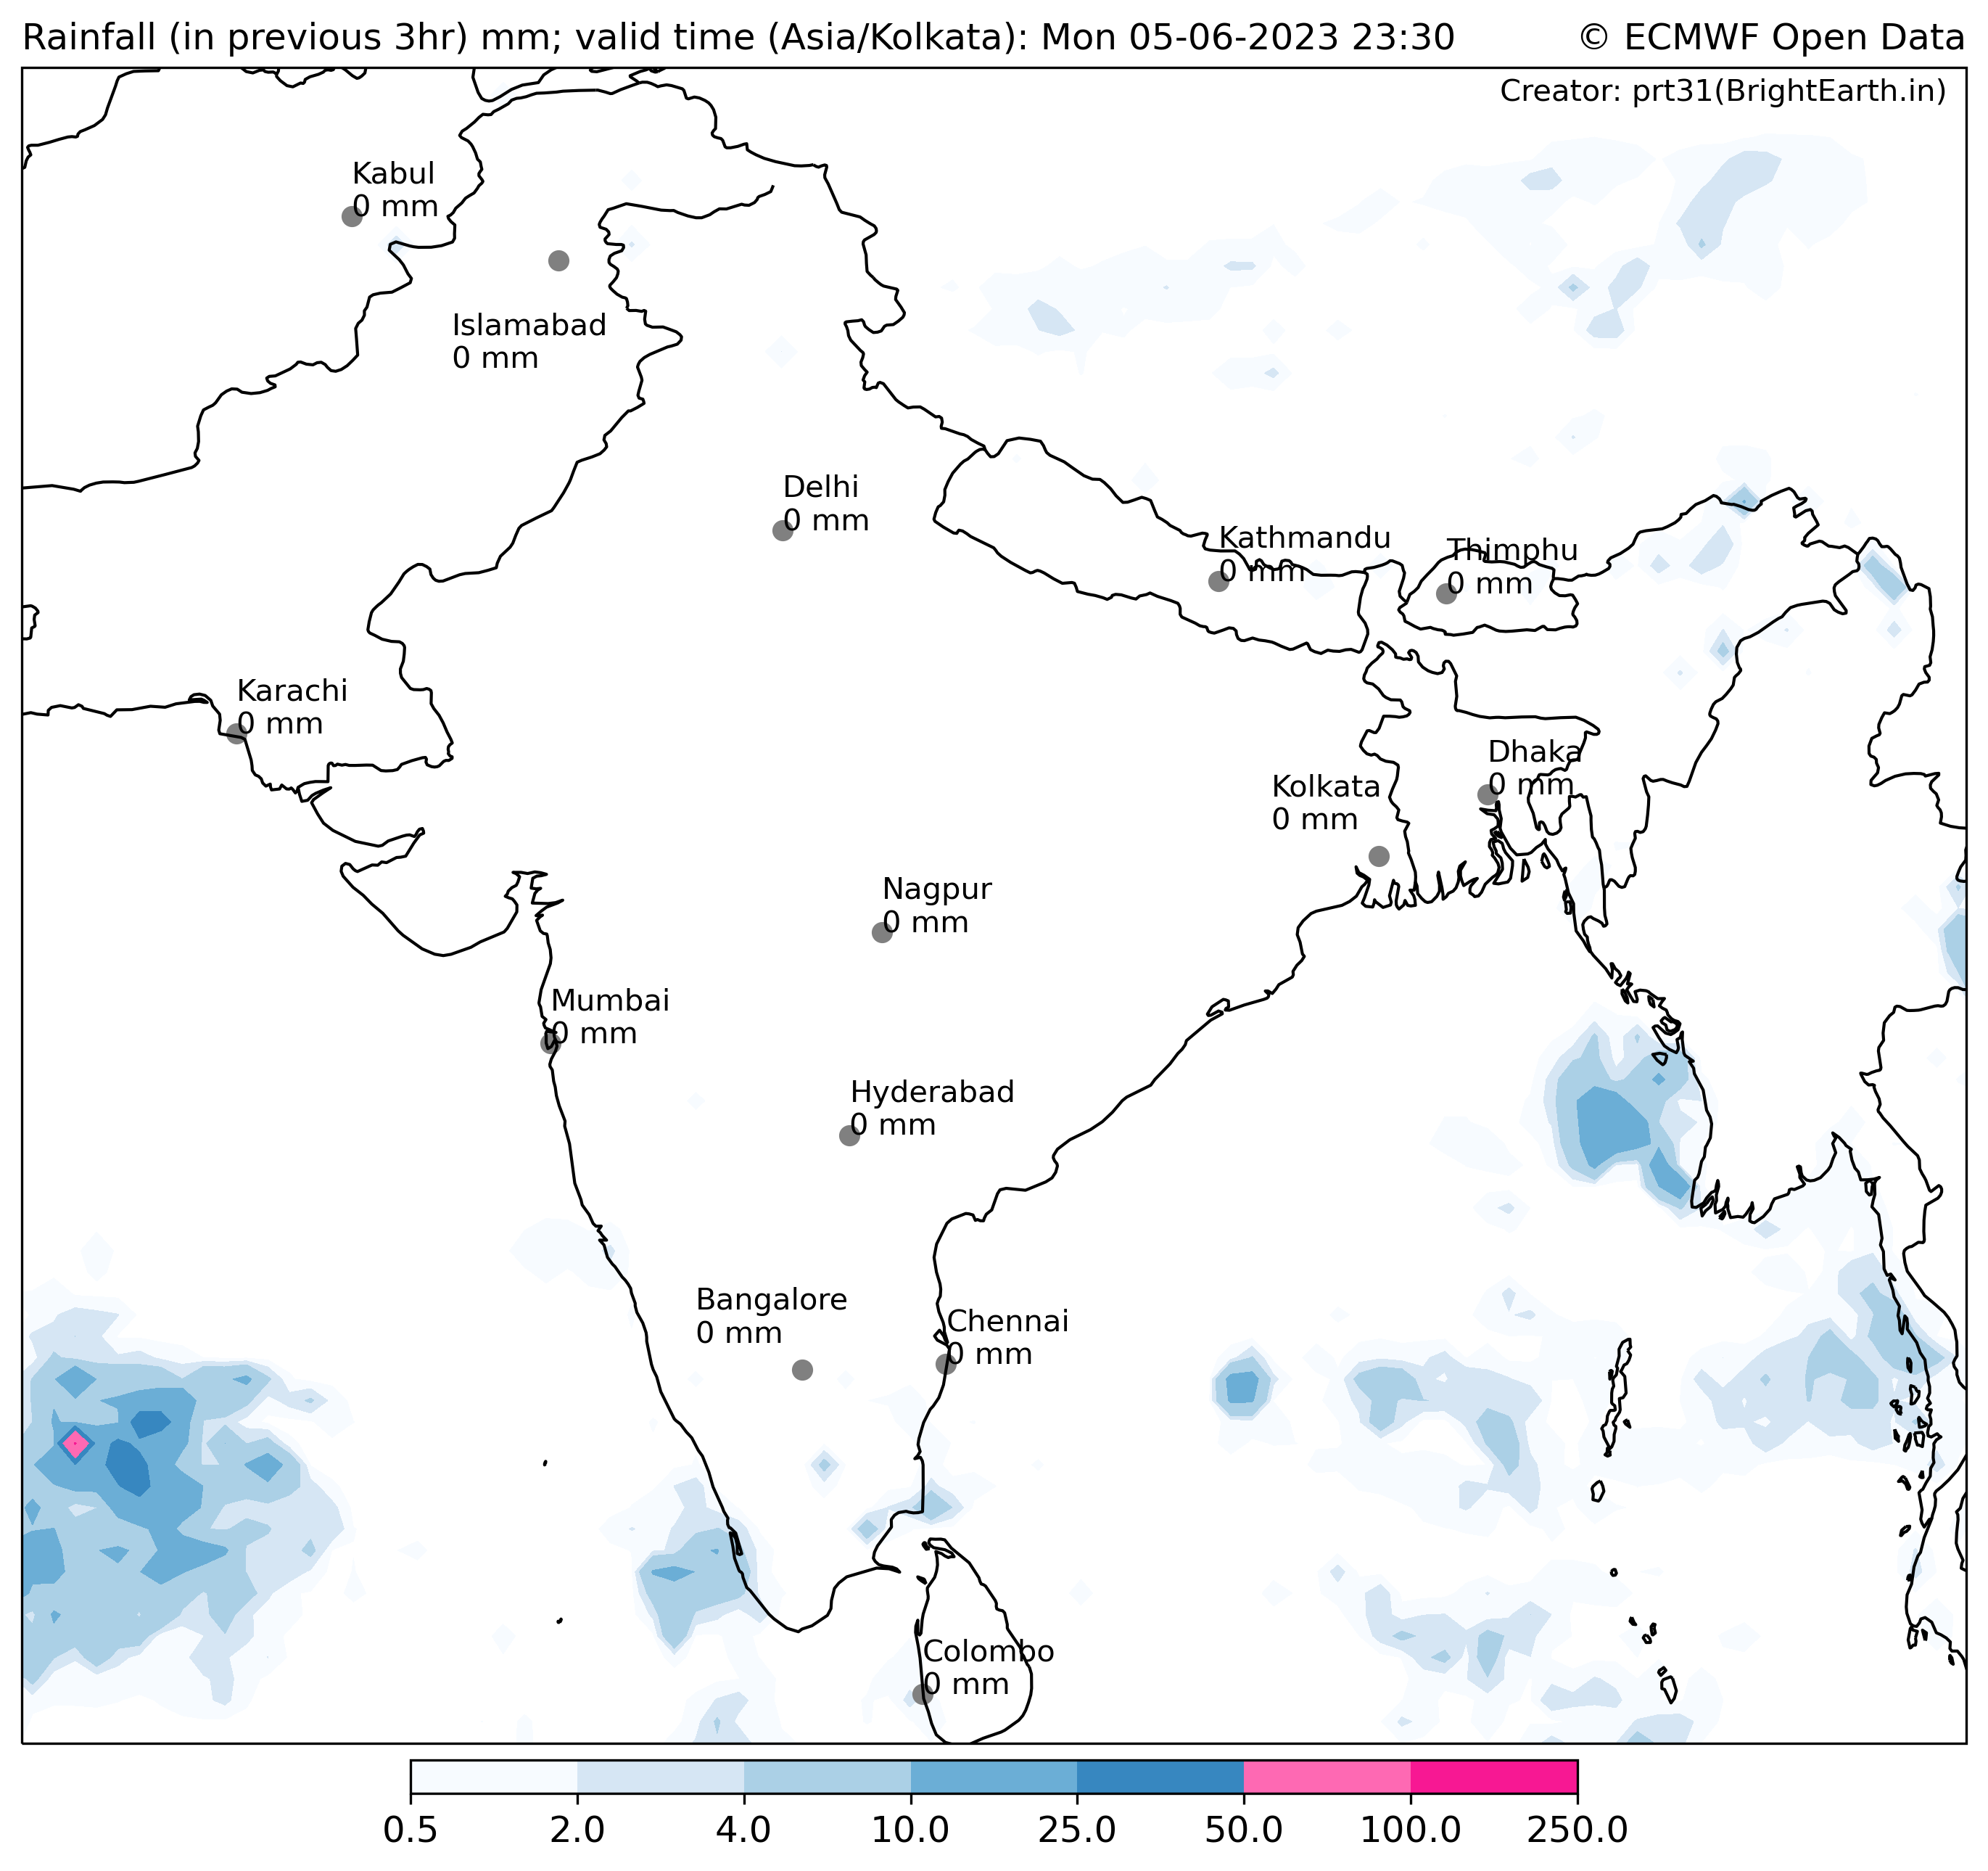 Rainfall (in previous 3hr) mm; valid time (Asia/Kolkata): Mon 05-06-2023 23:30
© ECMWF Open Data
Creator: prt31(BrightEarth.in)
Kabul
0 mm
Islamabad
0 mm
Delhi
0 mm
Kathmandu
0 mm
Thimphu
0 mm
Karachi
0 mm
Dhaka
0 mm
Kolkata
0 mm
Nagpur
0 mm
Mumbai
0 mm
Hyderabad
0 mm
Bangalore
0 mm
Chennai
0 mm
Colombo
0 mm
0.5 2.0 4.0 10.0 25.0 50.0 100.0 250.0